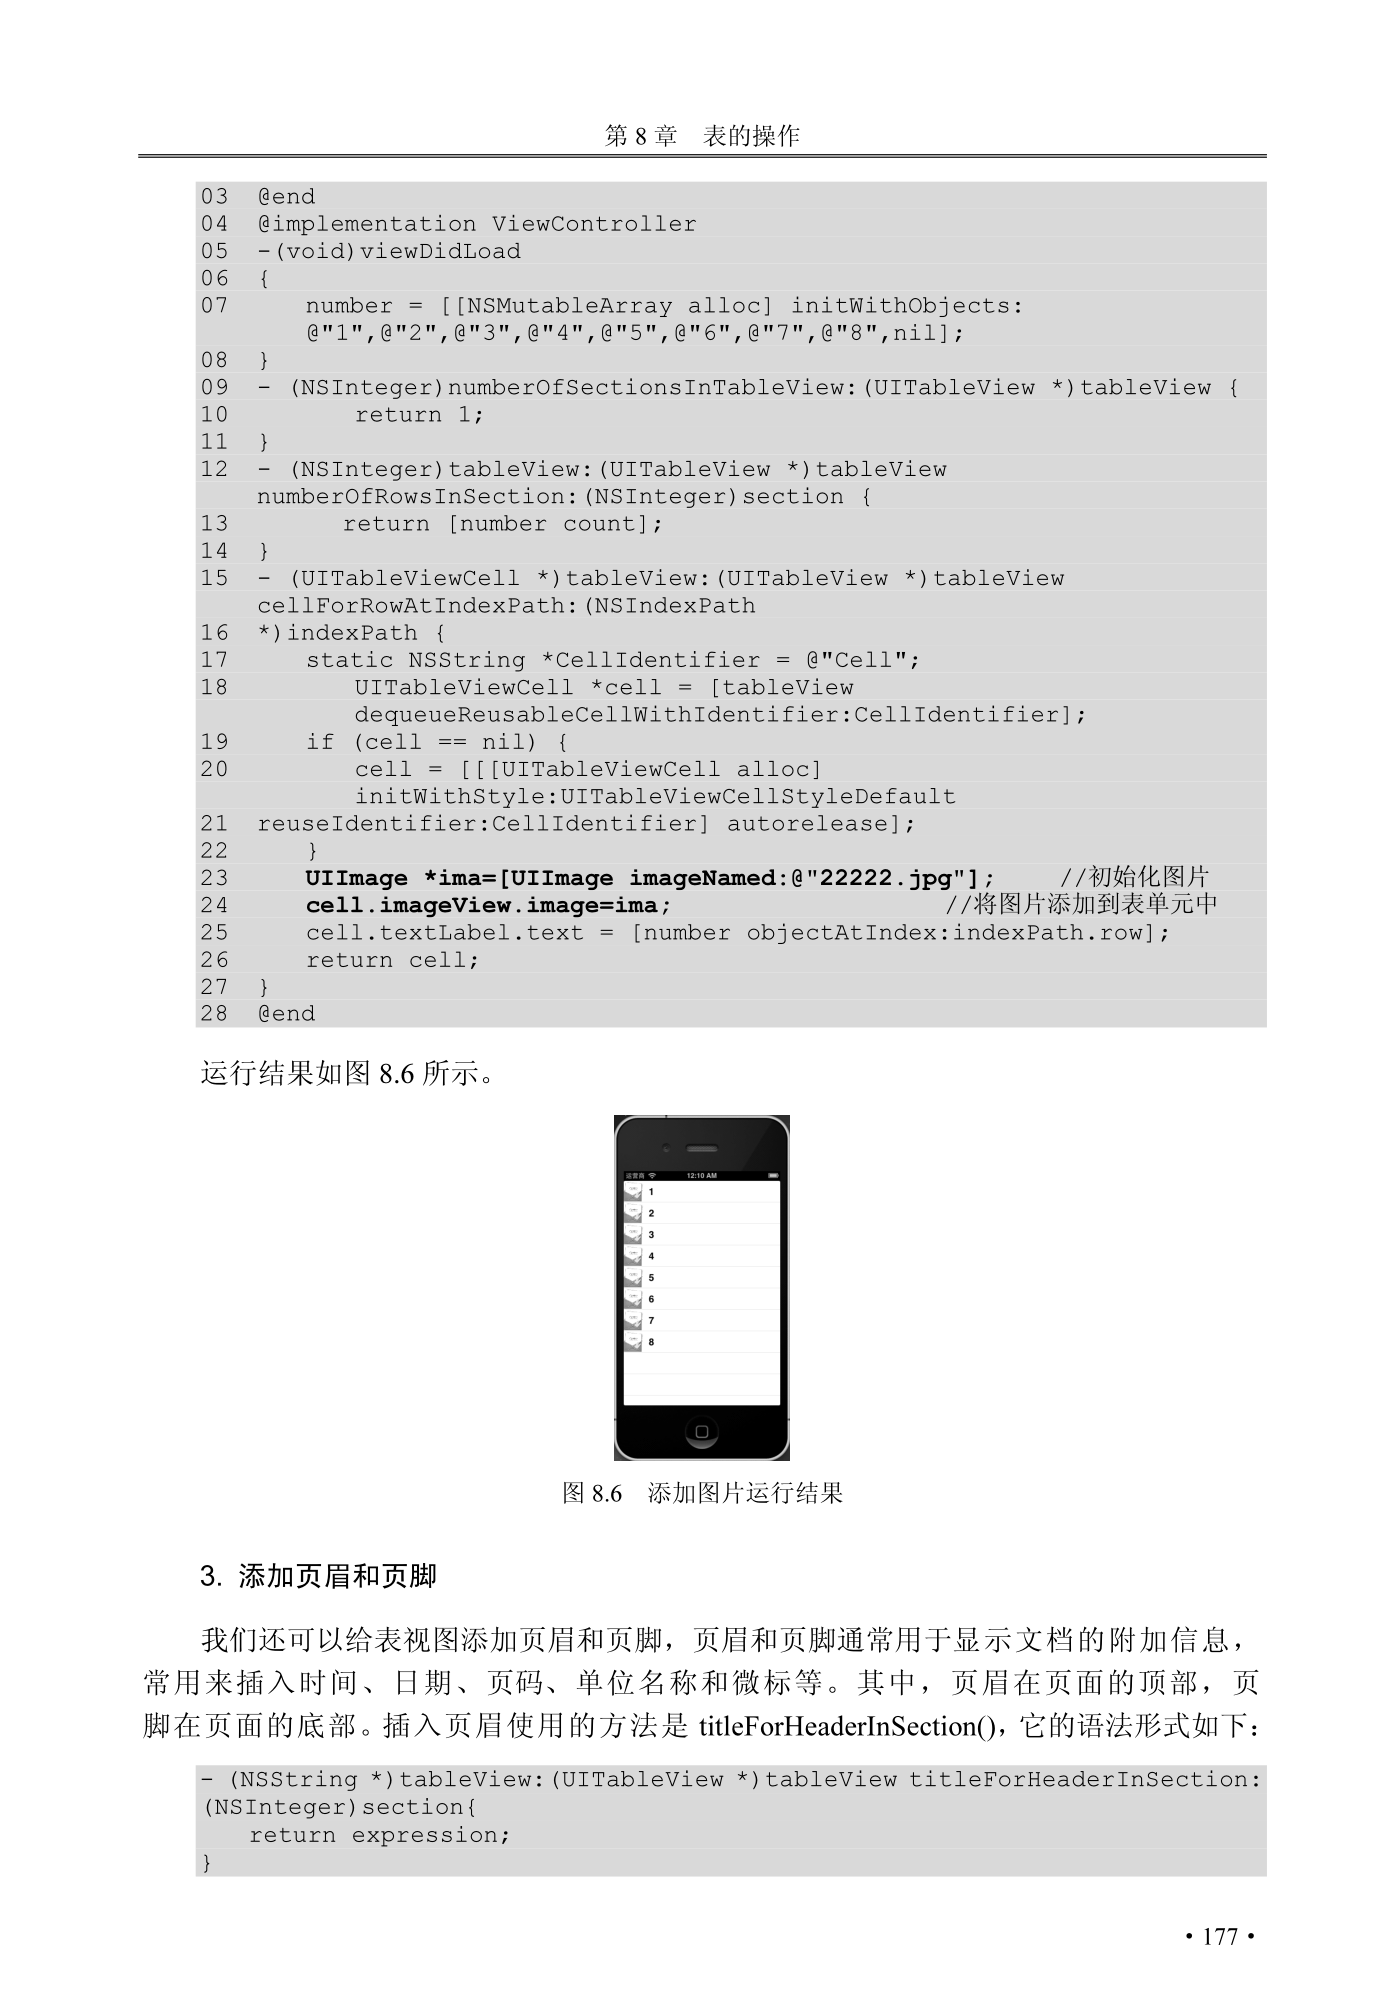 第 8 章　表的操作
03 @end
04 @implementation ViewController
05 -(void)viewDidLoad
06 {
07 number = [[NSMutableArray alloc] initWithObjects:
@"1",@"2",@"3",@"4",@"5",@"6",@"7",@"8",nil];
08 }
09 - (NSInteger)numberOfSectionsInTableView:(UITableView *)tableView {
10 return 1;
11 }
12 - (NSInteger)tableView:(UITableView *)tableView
numberOfRowsInSection:(NSInteger)section {
13 return [number count];
14 }
15 - (UITableViewCell *)tableView:(UITableView *)tableView
cellForRowAtIndexPath:(NSIndexPath
16 *)indexPath {
17 static NSString *CellIdentifier = @"Cell";
18 UITableViewCell *cell = [tableView
dequeueReusableCellWithIdentifier:CellIdentifier];
19 if (cell == nil) {
20 cell = [[[UITableViewCell alloc]
initWithStyle:UITableViewCellStyleDefault
21 reuseIdentifier:CellIdentifier] autorelease];
22 }
23 UIImage *ima=[UIImage imageNamed:@"22222.jpg"]; //初始化图片
24 cell.imageView.image=ima; //将图片添加到表单元中
25 cell.textLabel.text = [number objectAtIndex:indexPath.row];
26 return cell;
27 }
28 @end
运行结果如图 8.6 所示。
运营商 12:10 AM
1
2
3
4
5
6
7
8
图 8.6　添加图片运行结果
3. 添加页眉和页脚
我们还可以给表视图添加页眉和页脚，页眉和页脚通常用于显示文档的附加信息，
常用来插入时间、日期、页码、单位名称和微标等。其中，页眉在页面的顶部，页
脚在页面的底部。插入页眉使用的方法是 titleForHeaderInSection()，它的语法形式如下：
- (NSString *)tableView:(UITableView *)tableView titleForHeaderInSection:
(NSInteger)section{
return expression;
}
• 177 •